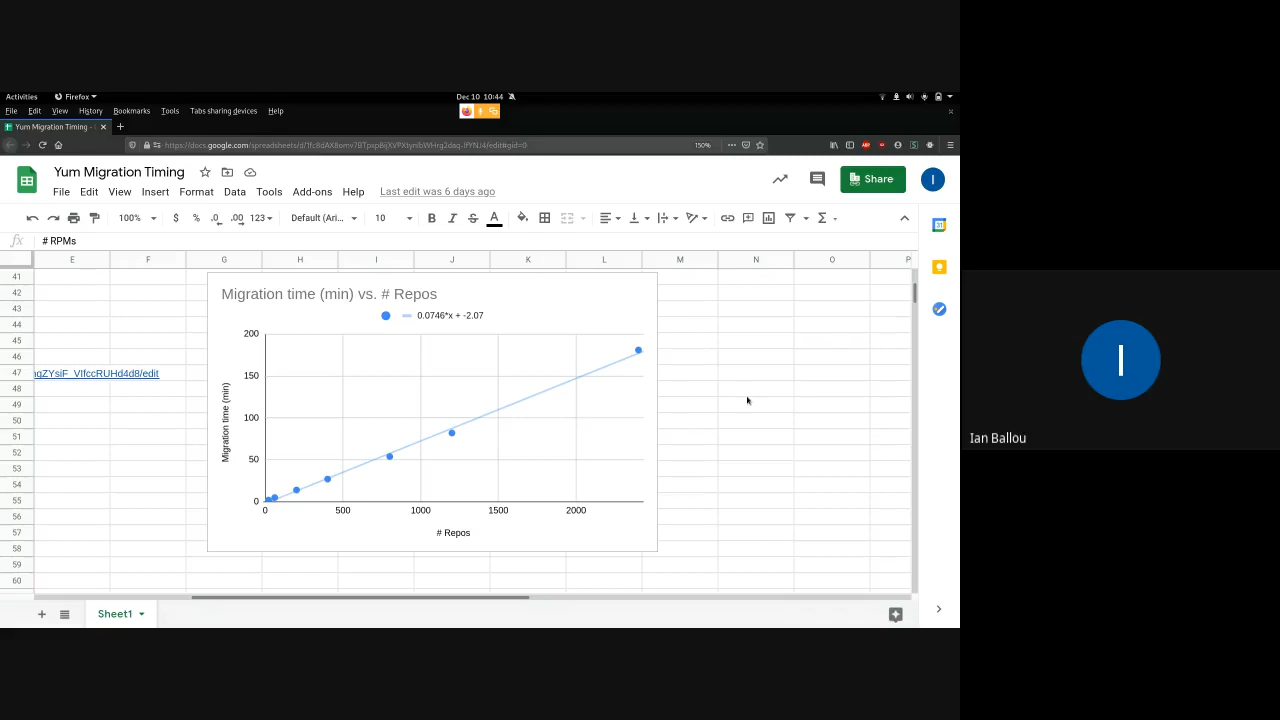 Activities Firefox Dec 10 10:44
File Edit View History Bookmarks Tools Tabs sharing devices Help
Yum Migration Timing -
150%
Yum Migration Timing
Share I
File Edit View Insert Format Data Tools Add-ons Help Last edit was 6 days ago
100% $ % .0 .00 123 Default (Ari... 10 B I S A
fx # RPMs
E F G H I J K L M N O P
41
42
43
44
45
46
47
48
49
50
51
52
53
54
55
56
57
58
59
60
Migration time (min) vs. # Repos
0.0746*x + -2.07
200
150
100
50
0
Migration time (min)
0 500 1000 1500 2000
# Repos
Sheet1
31
I
Ian Ballou